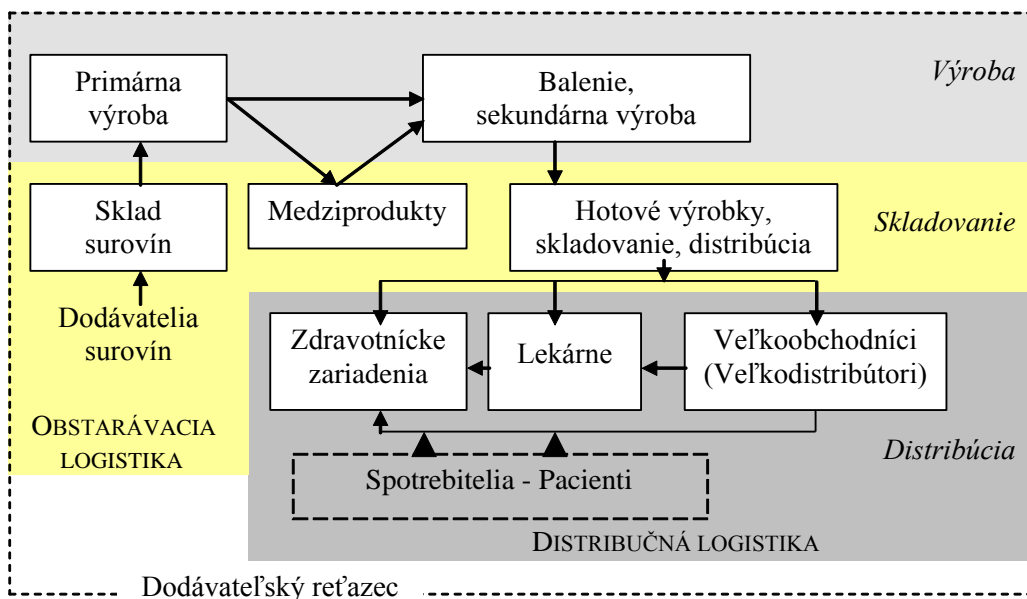 Primárna
výroba
Balenie,
sekundárna výroba
Výroba
Sklad
surovín
Medziprodukty
Hotové výrobky,
skladovanie, distribúcia
Skladovanie
Dodávatelia
surovín
Zdravotnícke
zariadenia
Lekárne
Veľkoobchodníci
(Veľkodistribútori)
OBSTARÁVACIA
LOGISTIKA
Distribúcia
Spotrebitelia - Pacienti
DISTRIBUČNÁ LOGISTIKA
Dodávateľský reťazec